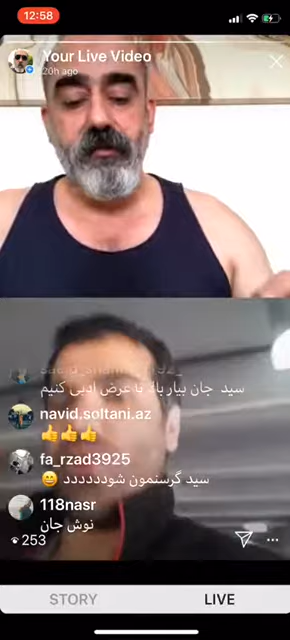 12:58
Your Live Video
20h ago
سید جان بیار بالا یه عرض ادبی کنیم
navid.soltani.az
👍👍👍
fa_rzad3925
سید گرسنمون شودددددد 😄
118nasr
نوش جان
253
STORY
LIVE